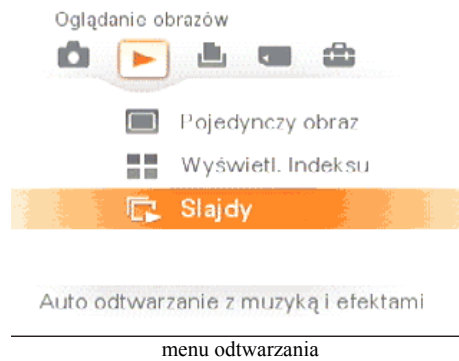 Oglądanie obrazów
Pojedynczy obraz
Wyświetl. Indeksu
Slajdy
Auto odtwarzanie z muzyką i efektami
menu odtwarzania